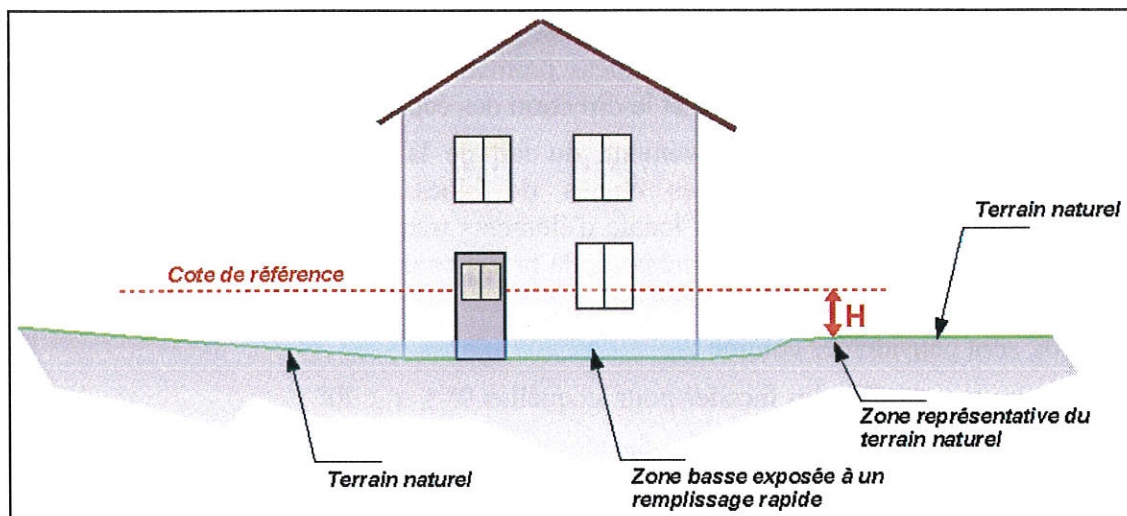 Terrain naturel
Cote de référence
H
Zone représentative du
terrain naturel
Terrain naturel
Zone basse exposée à un
remplissage rapide